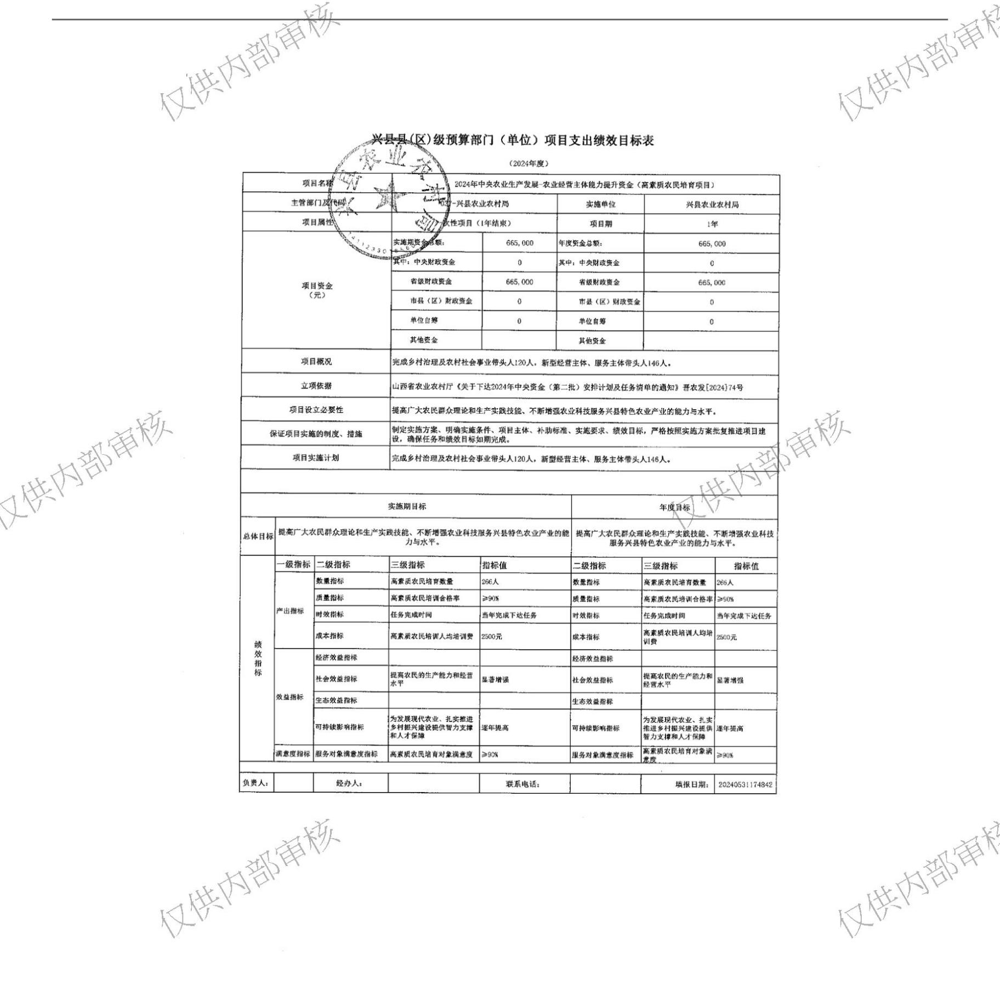 仅供内部审核
仅供内部审核
兴县县(区)级预算部门（单位）项目支出绩效目标表
（2024年度）
兴县农业农村局
项目名称 2024年中央农业生产发展-农业经营主体能力提升资金（高素质农民培育项目）
主管部门及代码 037-兴县农业农村局 实施单位 兴县农业农村局
项目属性 次性项目（1年结束） 项目期 1年
项目资金
（元）
实施期资金总额： 665,000 年度资金总额： 665,000
其中：中央财政资金 0 其中：中央财政资金 0
省级财政资金 665,000 省级财政资金 665,000
市县（区）财政资金 0 市县（区）财政资金 0
单位自筹 0 单位自筹 0
其他资金 其他资金
项目概况 完成乡村治理及农村社会事业带头人120人，新型经营主体、服务主体带头人146人。
立项依据 山西省农业农村厅《关于下达2024年中央资金（第二批）安排计划及任务清单的通知》晋农发[2024]74号
项目设立必要性 提高广大农民群众理论和生产实践技能、不断增强农业科技服务兴县特色农业产业的能力与水平。
保证项目实施的制度、措施 制定实施方案、明确实施条件、项目主体、补助标准、实施要求、绩效目标，严格按照实施方案批复推进项目建
设，确保任务和绩效目标如期完成。
项目实施计划 完成乡村治理及农村社会事业带头人120人，新型经营主体、服务主体带头人146人。
仅供内部审核
仅供内部审核
实施期目标 年度目标
总体目标 提高广大农民群众理论和生产实践技能、不断增强农业科技服务兴县特色农业产业的能 提高广大农民群众理论和生产实践技能、不断增强农业科技
力与水平。 服务兴县特色农业产业的能力与水平。
绩效指标
一级指标 二级指标 三级指标 指标值 二级指标 三级指标 指标值
产出指标
数量指标 高素质农民培育数量 266人 数量指标 高素质农民培育数量 266人
质量指标 高素质农民培训合格率 ≥90% 质量指标 高素质农民培训合格率 ≥90%
时效指标 任务完成时间 当年完成下达任务 时效指标 任务完成时间 当年完成下达任务
成本指标 高素质农民培训人均培训费 2500元 成本指标 高素质农民培训人均培
训费 2500元
效益指标
经济效益指标 经济效益指标
社会效益指标 提高农民的生产能力和经营
水平 显著增强 社会效益指标 提高农民的生产能力和
经营水平 显著增强
生态效益指标 生态效益指标
可持续影响指标 为发展现代农业、扎实推进
乡村振兴建设提供智力支撑
和人才保障 逐年提高 可持续影响指标 为发展现代农业、扎实
推进乡村振兴建设提供
智力支撑和人才保障 逐年提高
满意度指标 服务对象满意度指标 高素质农民培育对象满意度 ≥90% 服务对象满意度指标 高素质农民培育对象满
意度 ≥90%
负责人： 经办人： 联系电话： 填报日期： 20240531174842
仅供内部审核
仅供内部审核